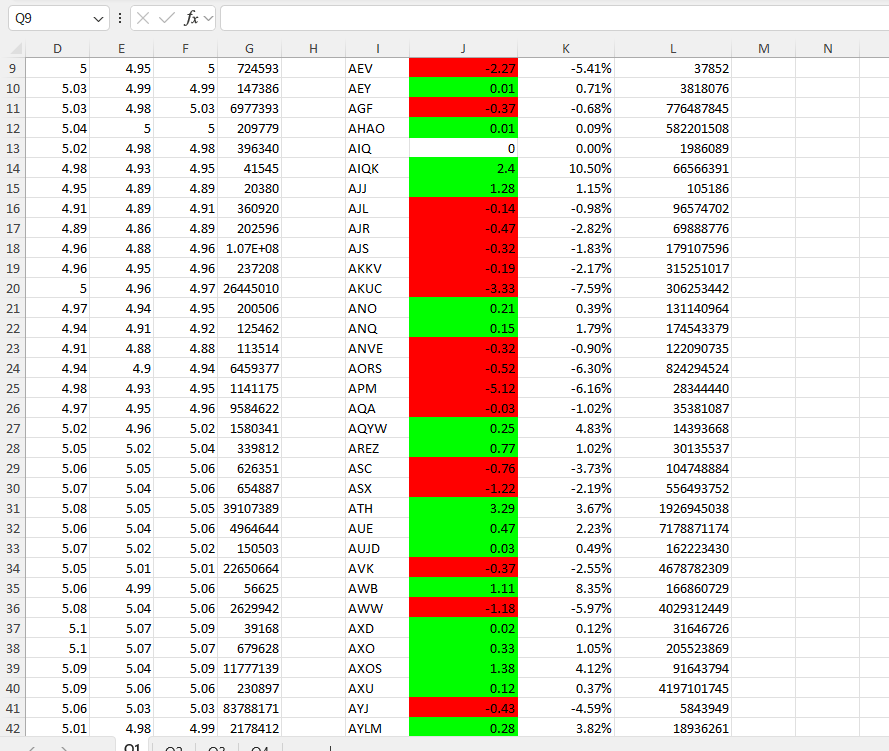 Q9 fx
D E F G H I J K L M N
9 5 4.95 5 724593 AEV -2.27 -5.41% 37852
10 5.03 4.99 4.99 147386 AEY 0.01 0.71% 3818076
11 5.03 4.98 5.03 6977393 AGF -0.37 -0.68% 776487845
12 5.04 5 5 209779 AHAO 0.01 0.09% 582201508
13 5.02 4.98 4.98 396340 AIQ 0 0.00% 1986089
14 4.98 4.93 4.95 41545 AIQK 2.4 10.50% 66566391
15 4.95 4.89 4.89 20380 AJJ 1.28 1.15% 105186
16 4.91 4.89 4.91 360920 AJL -0.14 -0.98% 96574702
17 4.89 4.86 4.89 202596 AJR -0.47 -2.82% 69888776
18 4.96 4.88 4.96 1.07E+08 AJS -0.32 -1.83% 179107596
19 4.96 4.95 4.96 237208 AKKV -0.19 -2.17% 315251017
20 5 4.96 4.97 26445010 AKUC -3.33 -7.59% 306253442
21 4.97 4.94 4.95 200506 ANO 0.21 0.39% 131140964
22 4.94 4.91 4.92 125462 ANQ 0.15 1.79% 174543379
23 4.91 4.88 4.88 113514 ANVE -0.32 -0.90% 122090735
24 4.94 4.9 4.94 6459377 AORS -0.52 -6.30% 824294524
25 4.98 4.93 4.95 1141175 APM -5.12 -6.16% 28344440
26 4.97 4.95 4.96 9584622 AQA -0.03 -1.02% 35381087
27 5.02 4.96 5.02 1580341 AQYW 0.25 4.83% 14393668
28 5.05 5.02 5.04 339812 AREZ 0.77 1.02% 30135537
29 5.06 5.05 5.06 626351 ASC -0.76 -3.73% 104748884
30 5.07 5.04 5.06 654887 ASX -1.22 -2.19% 556493752
31 5.08 5.05 5.05 39107389 ATH 3.29 3.67% 1926945038
32 5.06 5.04 5.06 4964644 AUE 0.47 2.23% 7178871174
33 5.07 5.02 5.02 150503 AUJD 0.03 0.49% 162223430
34 5.05 5.01 5.01 22650664 AVK -0.37 -2.55% 4678782309
35 5.06 4.99 5.06 56625 AWB 1.11 8.35% 166860729
36 5.08 5.04 5.06 2629942 AWW -1.18 -5.97% 4029312449
37 5.1 5.07 5.09 39168 AXD 0.02 0.12% 31646726
38 5.1 5.07 5.07 679628 AXO 0.33 1.05% 205523869
39 5.09 5.04 5.09 11777139 AXOS 1.38 4.12% 91643794
40 5.09 5.06 5.06 230897 AXU 0.12 0.37% 4197101745
41 5.06 5.03 5.03 83788171 AYJ -0.43 -4.59% 5843949
42 5.01 4.98 4.99 2178412 AYLM 0.28 3.82% 18936261
Q1 Q2 Q3 Q4